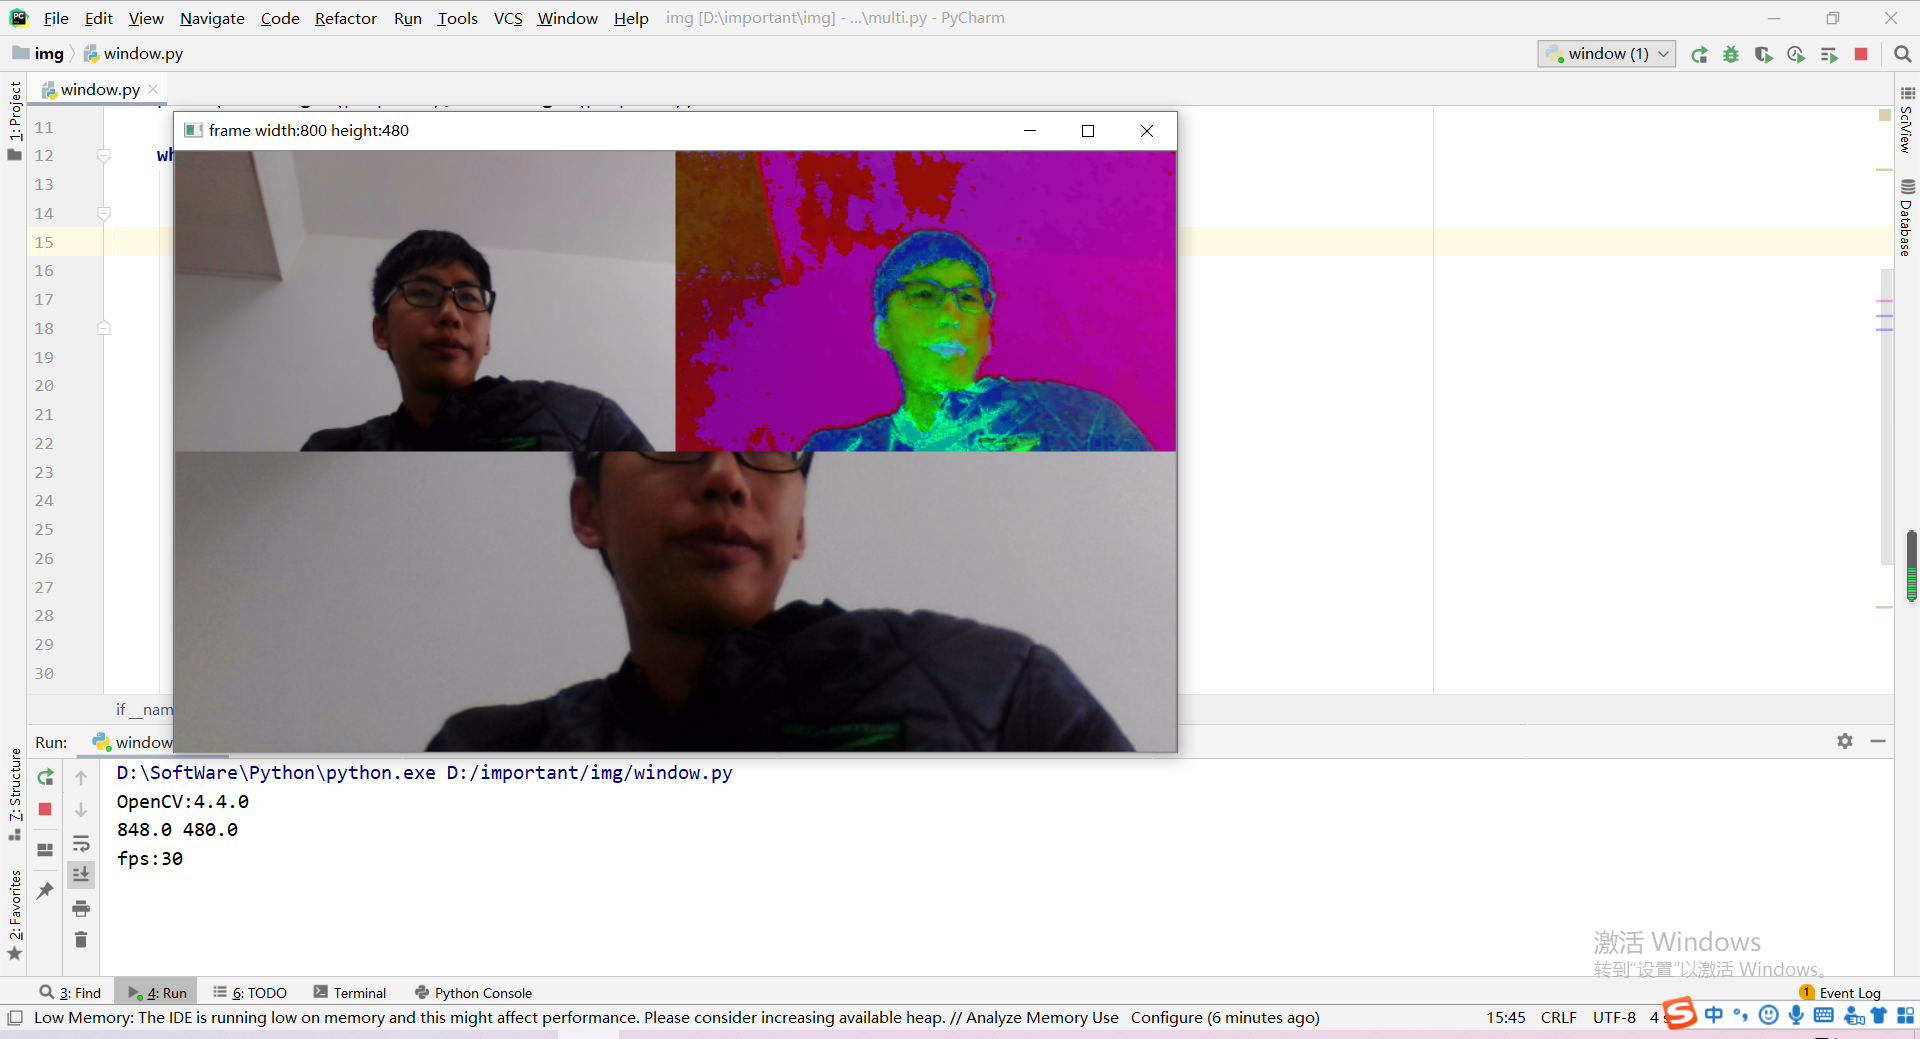 File Edit View Navigate Code Refactor Run Tools VCS Window Help img [D:\important\img] - ...\multi.py - PyCharm
img window.py window (1)
1: Project
window.py
SciView
Database
frame width:800 height:480
11
12 wh
13
14
15
16
17
18
19
20
21
22
23
24
25
26
27
28
29
30
if __nam
Run: window
7: Structure
2: Favorites
D:\SoftWare\Python\python.exe D:/important/img/window.py
OpenCV:4.4.0
848.0 480.0
fps:30
激活 Windows
转到“设置”以激活 Windows。
3: Find 4: Run 6: TODO Terminal Python Console 1 Event Log
Low Memory: The IDE is running low on memory and this might affect performance. Please consider increasing available heap. // Analyze Memory Use Configure (6 minutes ago) 15:45 CRLF UTF-8 4 s 中